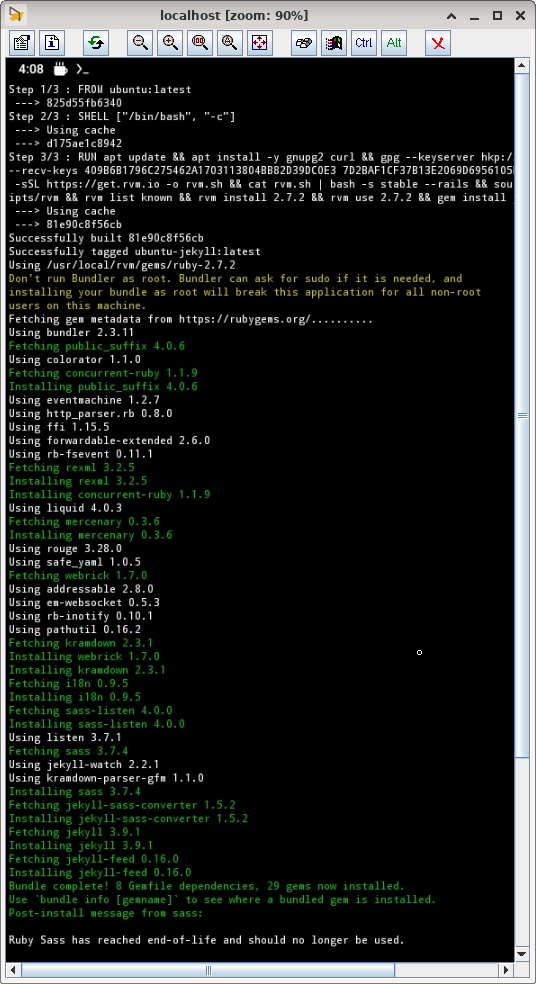 localhost [zoom: 90%]
Ctrl
Alt
4:08
Step 1/3 : FROM ubuntu:latest
---> 825d55fb6340
Step 2/3 : SHELL ["/bin/bash", "-c"]
---> Using cache
---> d175ae1c8942
Step 3/3 : RUN apt update && apt install -y gnupg2 curl && gpg --keyserver hkp:/
--recv-keys 409B6B1796C275462A1703113804BB82D39DC0E3 7D2BAF1CF37B13E2069D6956105
-sSL https://get.rvm.io -o rvm.sh && cat rvm.sh | bash -s stable --rails && sou
ipts/rvm && rvm list known && rvm install 2.7.2 && rvm use 2.7.2 && gem install
---> Using cache
---> 81e90c8f56cb
Successfully built 81e90c8f56cb
Successfully tagged ubuntu-jekyll:latest
Using /usr/local/rvm/gems/ruby-2.7.2
Don't run Bundler as root. Bundler can ask for sudo if it is needed, and
installing your bundle as root will break this application for all non-root
users on this machine.
Fetching gem metadata from https://rubygems.org/..........
Using bundler 2.3.11
Fetching public_suffix 4.0.6
Using colorator 1.1.0
Fetching concurrent-ruby 1.1.9
Installing public_suffix 4.0.6
Using eventmachine 1.2.7
Using http_parser.rb 0.8.0
Using ffi 1.15.5
Using forwardable-extended 2.6.0
Using rb-fsevent 0.11.1
Fetching rexml 3.2.5
Installing rexml 3.2.5
Installing concurrent-ruby 1.1.9
Using liquid 4.0.3
Fetching mercenary 0.3.6
Installing mercenary 0.3.6
Using rouge 3.28.0
Using safe_yaml 1.0.5
Fetching webrick 1.7.0
Using addressable 2.8.0
Using em-websocket 0.5.3
Using rb-inotify 0.10.1
Using pathutil 0.16.2
Fetching kramdown 2.3.1
Installing webrick 1.7.0
Installing kramdown 2.3.1
Fetching i18n 0.9.5
Installing i18n 0.9.5
Fetching sass-listen 4.0.0
Installing sass-listen 4.0.0
Using listen 3.7.1
Fetching sass 3.7.4
Using jekyll-watch 2.2.1
Using kramdown-parser-gfm 1.1.0
Installing sass 3.7.4
Fetching jekyll-sass-converter 1.5.2
Installing jekyll-sass-converter 1.5.2
Fetching jekyll 3.9.1
Installing jekyll 3.9.1
Fetching jekyll-feed 0.16.0
Installing jekyll-feed 0.16.0
Bundle complete! 8 Gemfile dependencies, 29 gems now installed.
Use `bundle info [gemname]` to see where a bundled gem is installed.
Post-install message from sass:
Ruby Sass has reached end-of-life and should no longer be used.